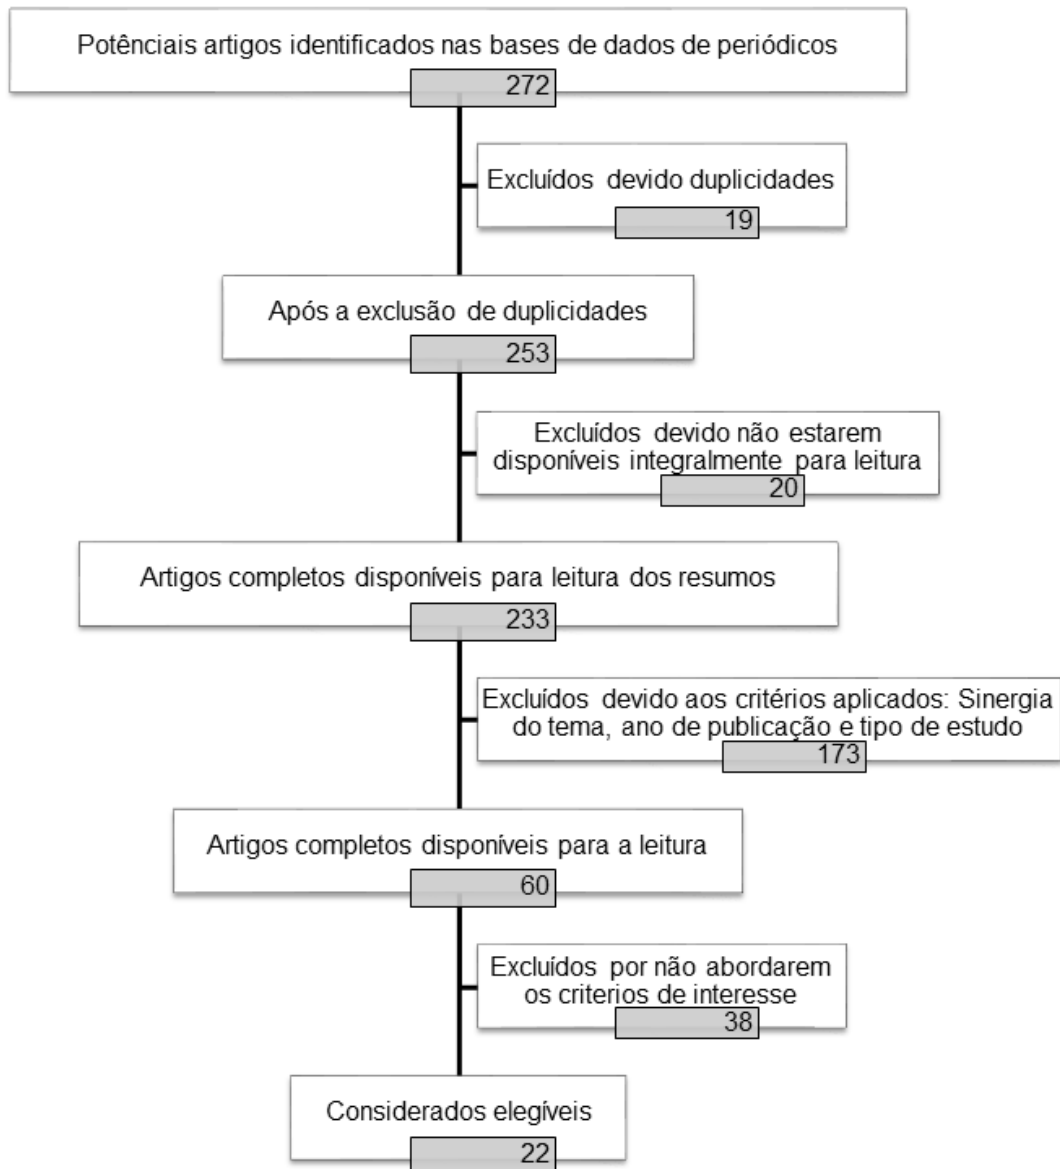 Potênciais artigos identificados nas bases de dados de periódicos
272
Excluídos devido duplicidades
19
Após a exclusão de duplicidades
253
Excluídos devido não estarem
disponíveis integralmente para leitura
20
Artigos completos disponíveis para leitura dos resumos
233
Excluídos devido aos critérios aplicados: Sinergia
do tema, ano de publicação e tipo de estudo
173
Artigos completos disponíveis para a leitura
60
Excluídos por não abordarem
os criterios de interesse
38
Considerados elegíveis
22